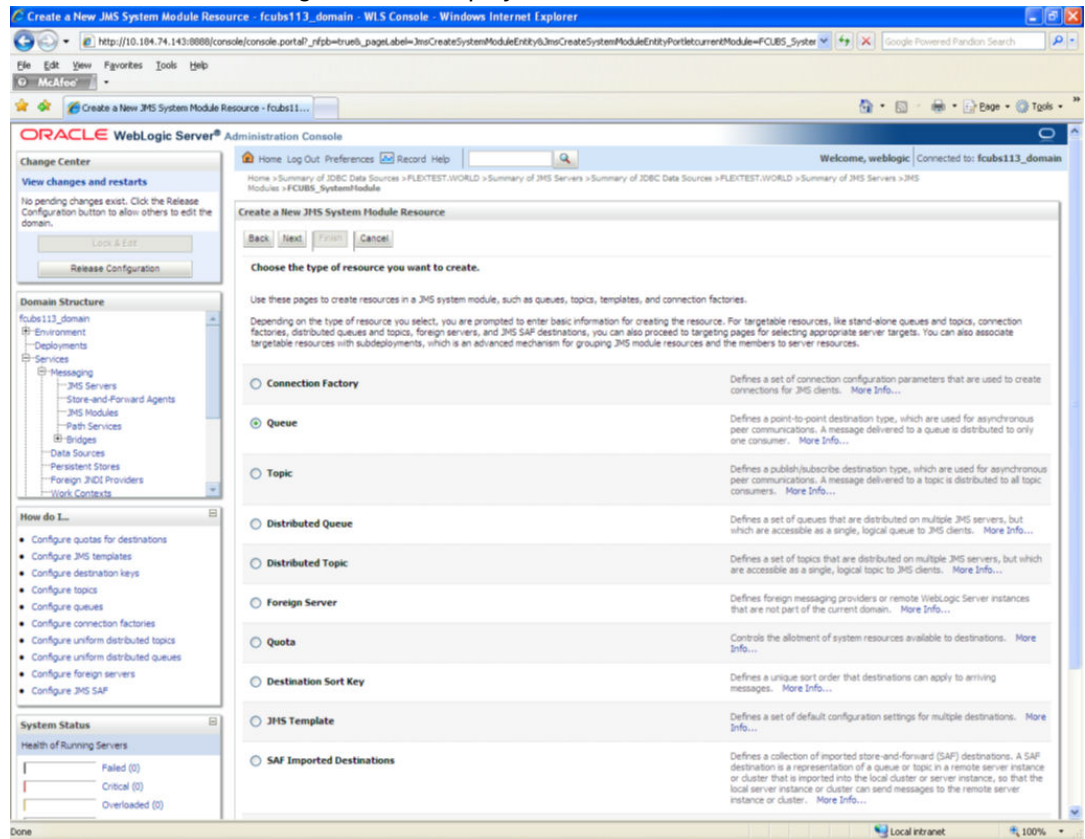 Create a New JMS System Module Resource - fcubs113_domain - WLS Console - Windows Internet Explorer
http://10.184.74.143:8888/console/console.portal?_nfpb=true&_pageLabel=JmsCreateSystemModuleEntity&JmsCreateSystemModuleEntityPortletcurrentModule=FCUBS_System
Google Powered Pandion Search
File Edit View Favorites Tools Help
McAfee
Create a New JMS System Module Resource - fcubs11...
Page Tools
ORACLE WebLogic Server® Administration Console
Change Center
View changes and restarts
No pending changes exist. Click the Release
Configuration button to allow others to edit the
domain.
Lock & Edit
Release Configuration
Domain Structure
fcubs113_domain
Environment
Deployments
Services
Messaging
JMS Servers
Store-and-Forward Agents
JMS Modules
Path Services
Bridges
Data Sources
Persistent Stores
Foreign JNDI Providers
Work Contexts
How do I...
Configure quotas for destinations
Configure JMS templates
Configure destination keys
Configure topics
Configure queues
Configure connection factories
Configure uniform distributed topics
Configure uniform distributed queues
Configure foreign servers
Configure JMS SAF
System Status
Health of Running Servers
Failed (0)
Critical (0)
Overloaded (0)
Home Log Out Preferences Record Help
Welcome, weblogic Connected to: fcubs113_domain
Home >Summary of JDBC Data Sources >FLEXTEST.WORLD >Summary of JMS Servers >Summary of JDBC Data Sources >FLEXTEST.WORLD >Summary of JMS Servers >JMS
Modules >FCUBS_SystemModule
Create a New JMS System Module Resource
Back Next Finish Cancel
Choose the type of resource you want to create.
Use these pages to create resources in a JMS system module, such as queues, topics, templates, and connection factories.
Depending on the type of resource you select, you are prompted to enter basic information for creating the resource. For targetable resources, like stand-alone queues and topics, connection
factories, distributed queues and topics, foreign servers, and JMS SAF destinations, you can also proceed to targeting pages for selecting appropriate server targets. You can also associate
targetable resources with subdeployments, which is an advanced mechanism for grouping JMS module resources and the members to server resources.
Connection Factory
Defines a set of connection configuration parameters that are used to create
connections for JMS clients. More Info...
Queue
Defines a point-to-point destination type, which are used for asynchronous
peer communications. A message delivered to a queue is distributed to only
one consumer. More Info...
Topic
Defines a publish/subscribe destination type, which are used for asynchronous
peer communications. A message delivered to a topic is distributed to all topic
consumers. More Info...
Distributed Queue
Defines a set of queues that are distributed on multiple JMS servers, but
which are accessible as a single, logical queue to JMS clients. More Info...
Distributed Topic
Defines a set of topics that are distributed on multiple JMS servers, but which
are accessible as a single, logical topic to JMS clients. More Info...
Foreign Server
Defines foreign messaging providers or remote WebLogic Server instances
that are not part of the current domain. More Info...
Quota
Controls the allotment of system resources available to destinations. More
Info...
Destination Sort Key
Defines a unique sort order that destinations can apply to arriving
messages. More Info...
JMS Template
Defines a set of default configuration settings for multiple destinations. More
Info...
SAF Imported Destinations
Defines a collection of imported store-and-forward (SAF) destinations. A SAF
destination is a representation of a queue or topic in a remote server instance
or cluster that is imported into the local cluster or server instance, so that the
local server instance or cluster can send messages to the remote server
instance or cluster. More Info...
Done
Local intranet
100%